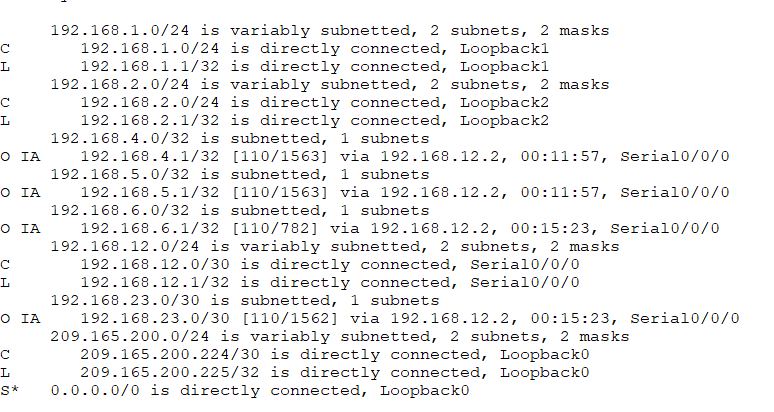 192.168.1.0/24 is variably subnetted, 2 subnets, 2 masks
C 192.168.1.0/24 is directly connected, Loopback1
L 192.168.1.1/32 is directly connected, Loopback1
192.168.2.0/24 is variably subnetted, 2 subnets, 2 masks
C 192.168.2.0/24 is directly connected, Loopback2
L 192.168.2.1/32 is directly connected, Loopback2
192.168.4.0/32 is subnetted, 1 subnets
O IA 192.168.4.1/32 [110/1563] via 192.168.12.2, 00:11:57, Serial0/0/0
192.168.5.0/32 is subnetted, 1 subnets
O IA 192.168.5.1/32 [110/1563] via 192.168.12.2, 00:11:57, Serial0/0/0
192.168.6.0/32 is subnetted, 1 subnets
O IA 192.168.6.1/32 [110/782] via 192.168.12.2, 00:15:23, Serial0/0/0
192.168.12.0/24 is variably subnetted, 2 subnets, 2 masks
C 192.168.12.0/30 is directly connected, Serial0/0/0
L 192.168.12.1/32 is directly connected, Serial0/0/0
192.168.23.0/30 is subnetted, 1 subnets
O IA 192.168.23.0/30 [110/1562] via 192.168.12.2, 00:15:23, Serial0/0/0
209.165.200.0/24 is variably subnetted, 2 subnets, 2 masks
C 209.165.200.224/30 is directly connected, Loopback0
L 209.165.200.225/32 is directly connected, Loopback0
S* 0.0.0.0/0 is directly connected, Loopback0